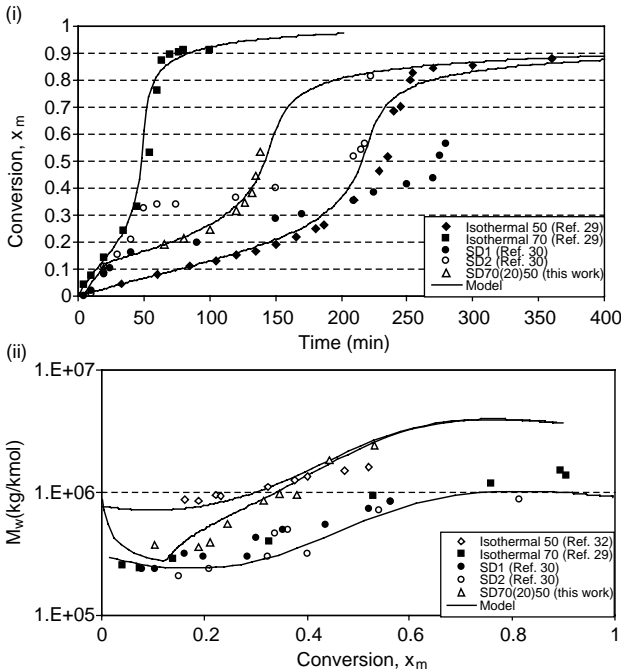 (i)
Conversion, x m
1
0.9
0.8
0.7
0.6
0.5
0.4
0.3
0.2
0.1
0
0 50 100 150 200 250 300 350 400
Time (min)
Isothermal 50 (Ref. 29)
Isothermal 70 (Ref. 29)
SD1 (Ref. 30)
SD2 (Ref. 30)
SD70(20)50 (this work)
Model
(ii)
Mw(kg/kmol)
1.E+07
1.E+06
1.E+05
0 0.2 0.4 0.6 0.8 1
Conversion, x m
Isothermal 50 (Ref. 32)
Isothermal 70 (Ref. 29)
SD1 (Ref. 30)
SD2 (Ref. 30)
SD70(20)50 (this work)
Model